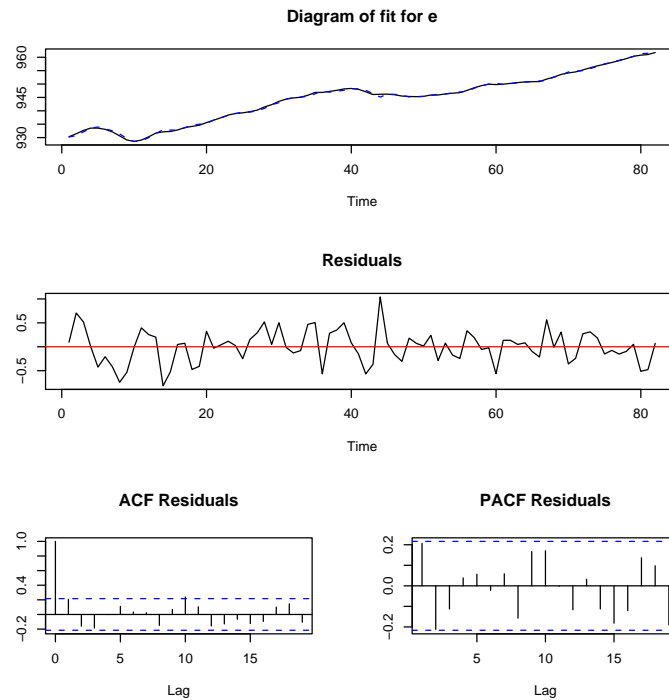 Diagram of fit for e
930 945 960
0 20 40 60 80
Time
Residuals
−0.5 0.5
0 20 40 60 80
Time
ACF Residuals
−0.2 0.4 1.0
0 5 10 15
Lag
PACF Residuals
−0.2 0.0 0.2
5 10 15
Lag